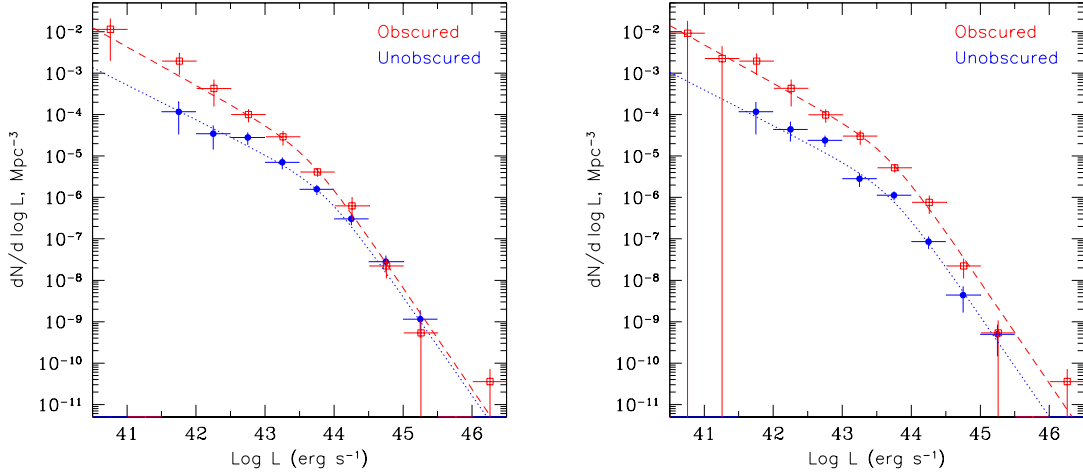 Obscured
Unobscured
10⁻²
10⁻³
10⁻⁴
10⁻⁵
10⁻⁶
10⁻⁷
10⁻⁸
10⁻⁹
10⁻¹⁰
10⁻¹¹
dN/d log L, Mpc⁻³
41 42 43 44 45 46
Log L (erg s⁻¹)
Obscured
Unobscured
10⁻²
10⁻³
10⁻⁴
10⁻⁵
10⁻⁶
10⁻⁷
10⁻⁸
10⁻⁹
10⁻¹⁰
10⁻¹¹
dN/d log L, Mpc⁻³
41 42 43 44 45 46
Log L (erg s⁻¹)